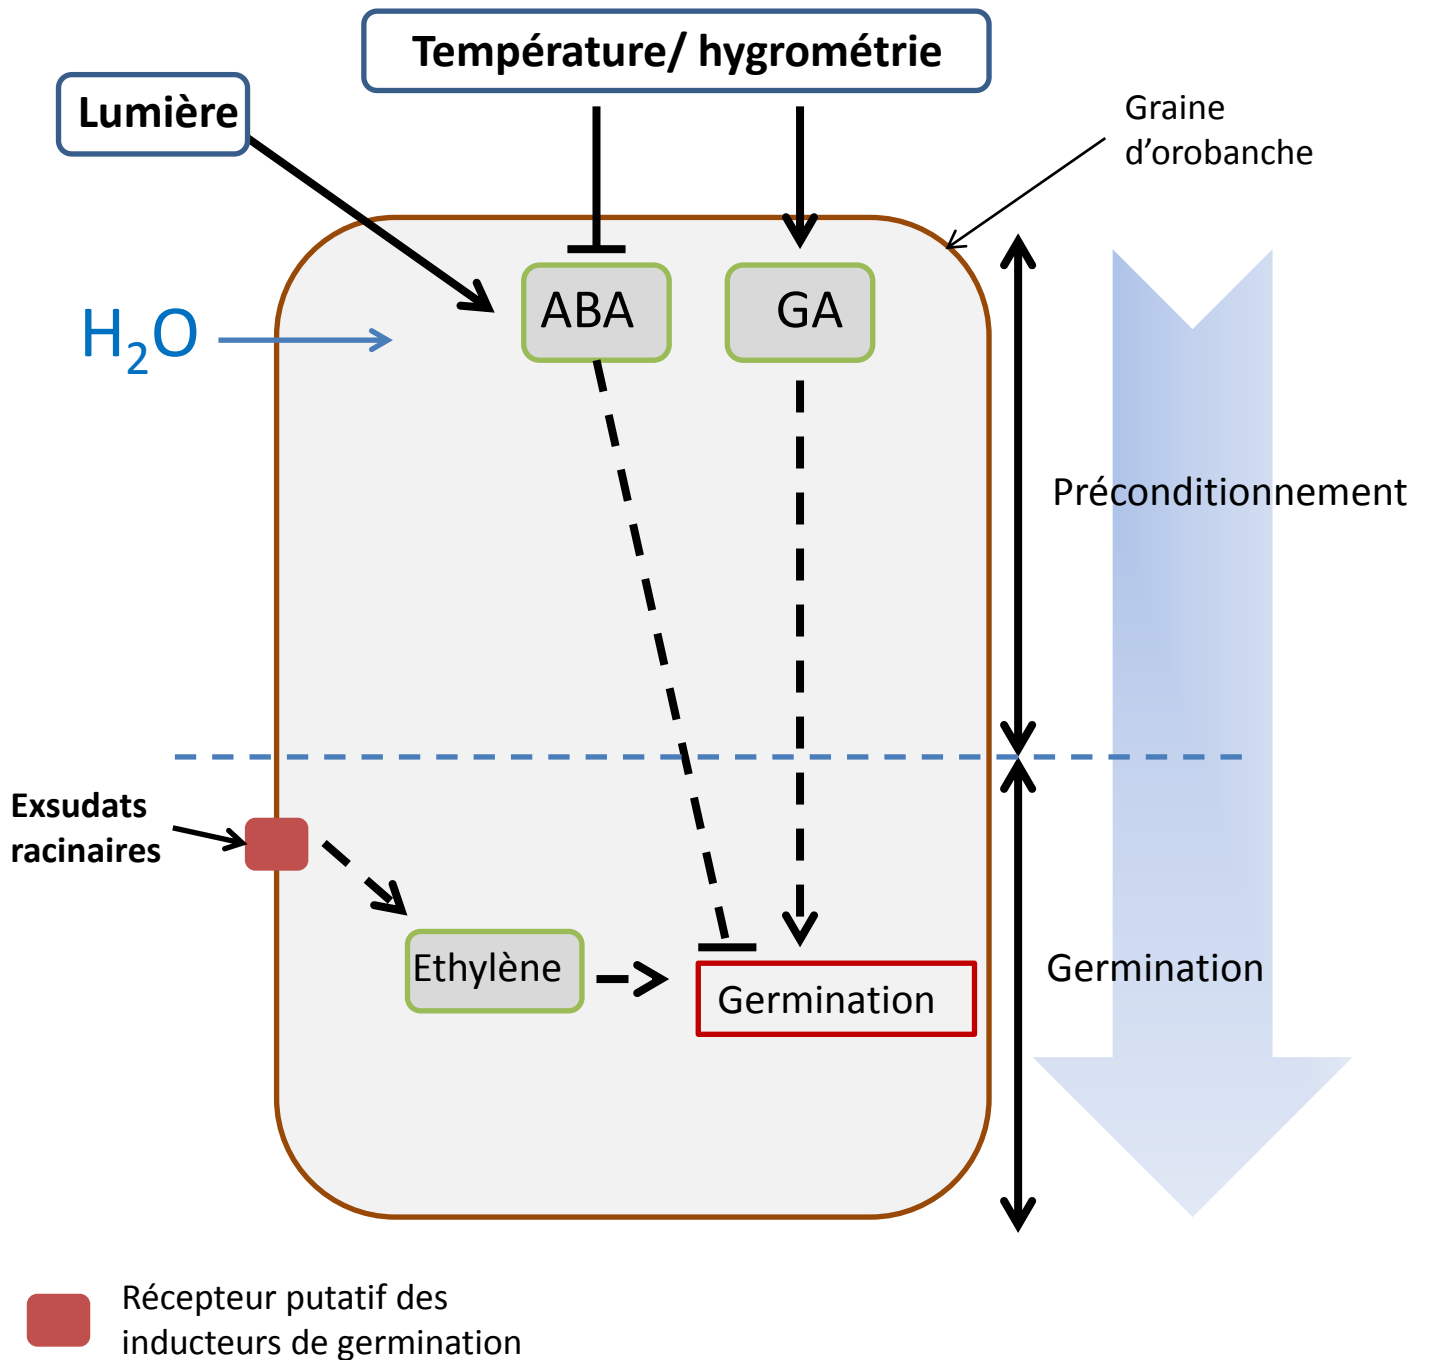 Température/ hygrométrie
Lumière
Graine
d'orobanche
ABA
GA
H₂O
Préconditionnement
Exsudats
racinaires
Ethylène
Germination
Germination
Récepteur putatif des
inducteurs de germination